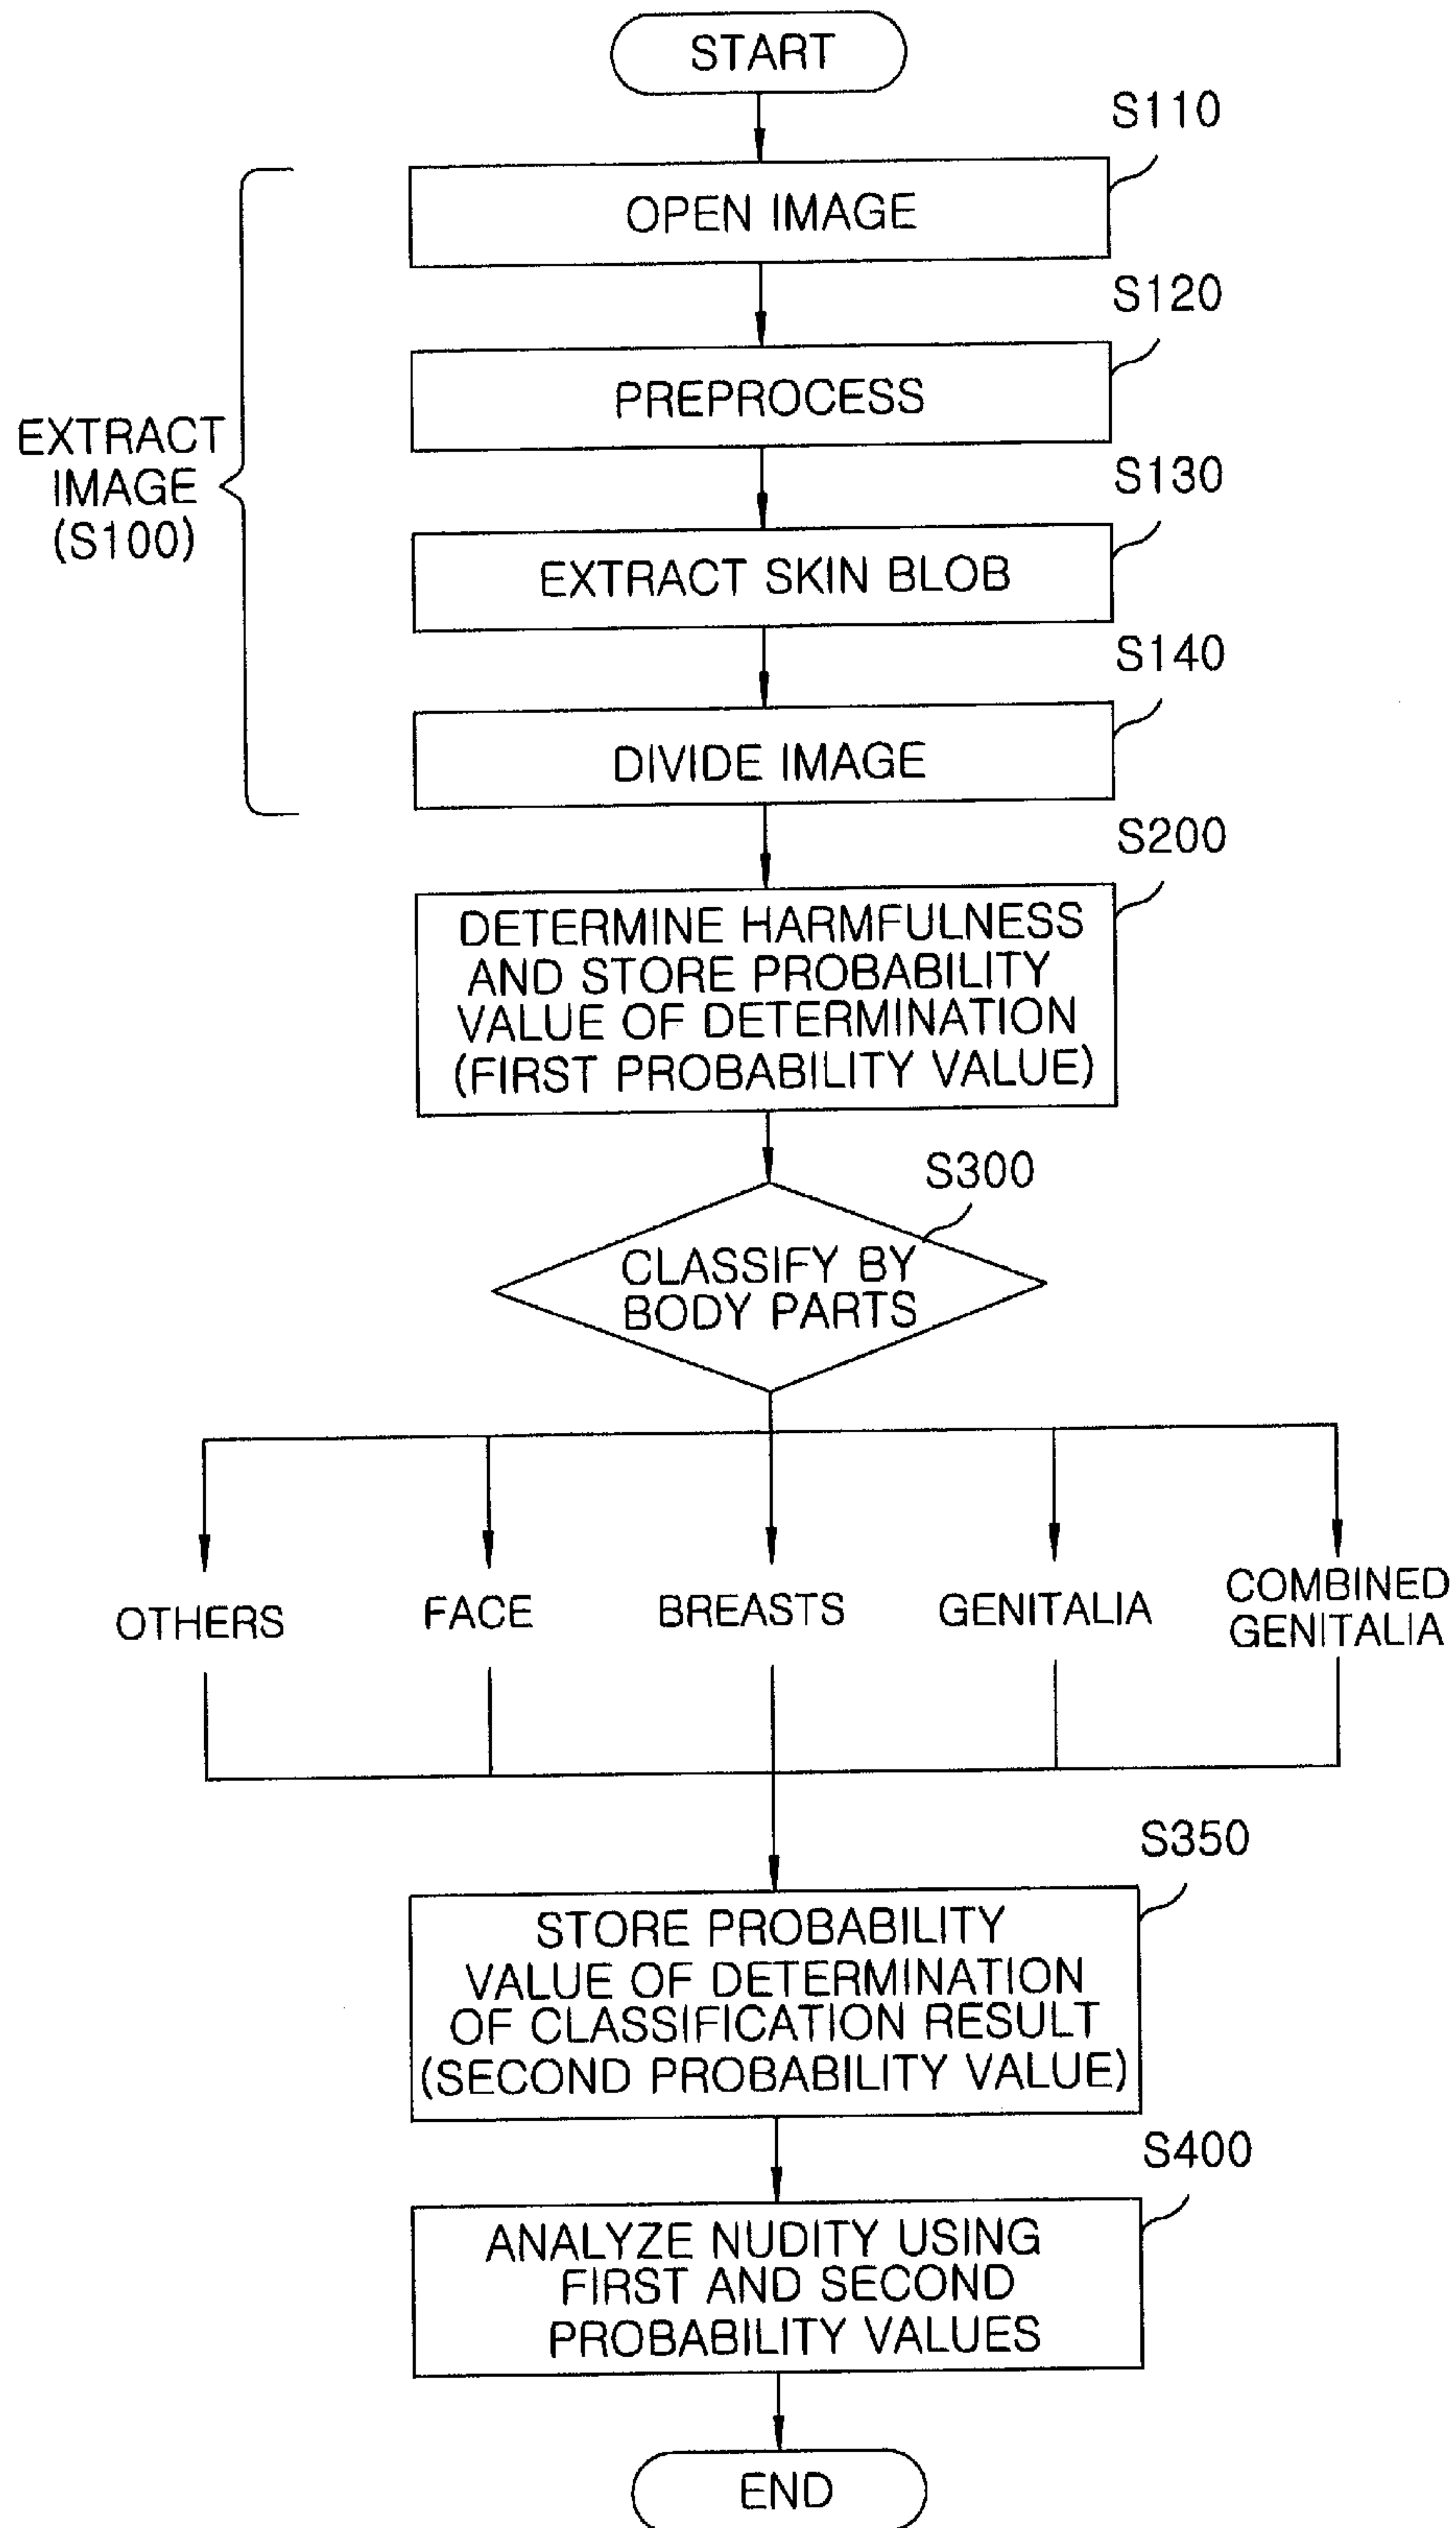 START
S110
OPEN IMAGE
S120
PREPROCESS
EXTRACT
IMAGE
(S100)
S130
EXTRACT SKIN BLOB
S140
DIVIDE IMAGE
S200
DETERMINE HARMFULNESS
AND STORE PROBABILITY
VALUE OF DETERMINATION
(FIRST PROBABILITY VALUE)
S300
CLASSIFY BY
BODY PARTS
OTHERS
FACE
BREASTS
GENITALIA
COMBINED
GENITALIA
S350
STORE PROBABILITY
VALUE OF DETERMINATION
OF CLASSIFICATION RESULT
(SECOND PROBABILITY VALUE)
S400
ANALYZE NUDITY USING
FIRST AND SECOND
PROBABILITY VALUES
END